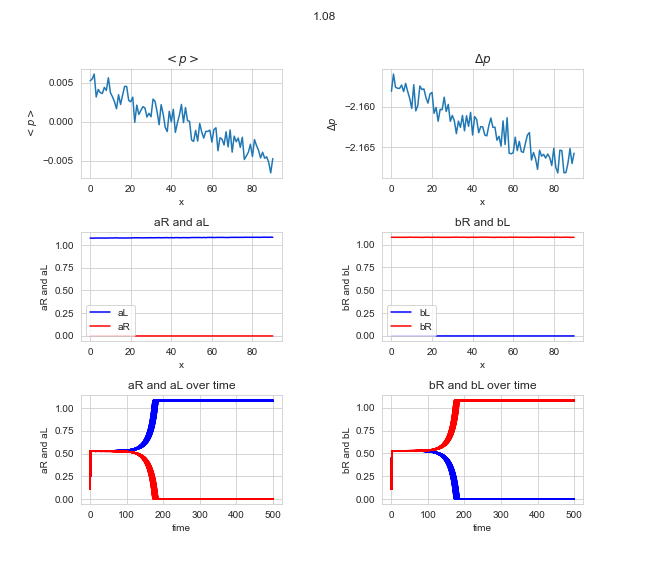 1.08
< p >
Δp
< p >
0.005
0.000
−0.005
0 20 40 60 80
x
Δp
−2.160
−2.165
0 20 40 60 80
x
aR and aL
bR and bL
aR and aL
1.00
0.75
0.50
0.25
0.00
aL
aR
0 20 40 60 80
x
bR and bL
1.00
0.75
0.50
0.25
0.00
bL
bR
0 20 40 60 80
x
aR and aL over time
bR and bL over time
aR and aL
1.00
0.75
0.50
0.25
0.00
0 100 200 300 400 500
time
bR and bL
1.00
0.75
0.50
0.25
0.00
0 100 200 300 400 500
time